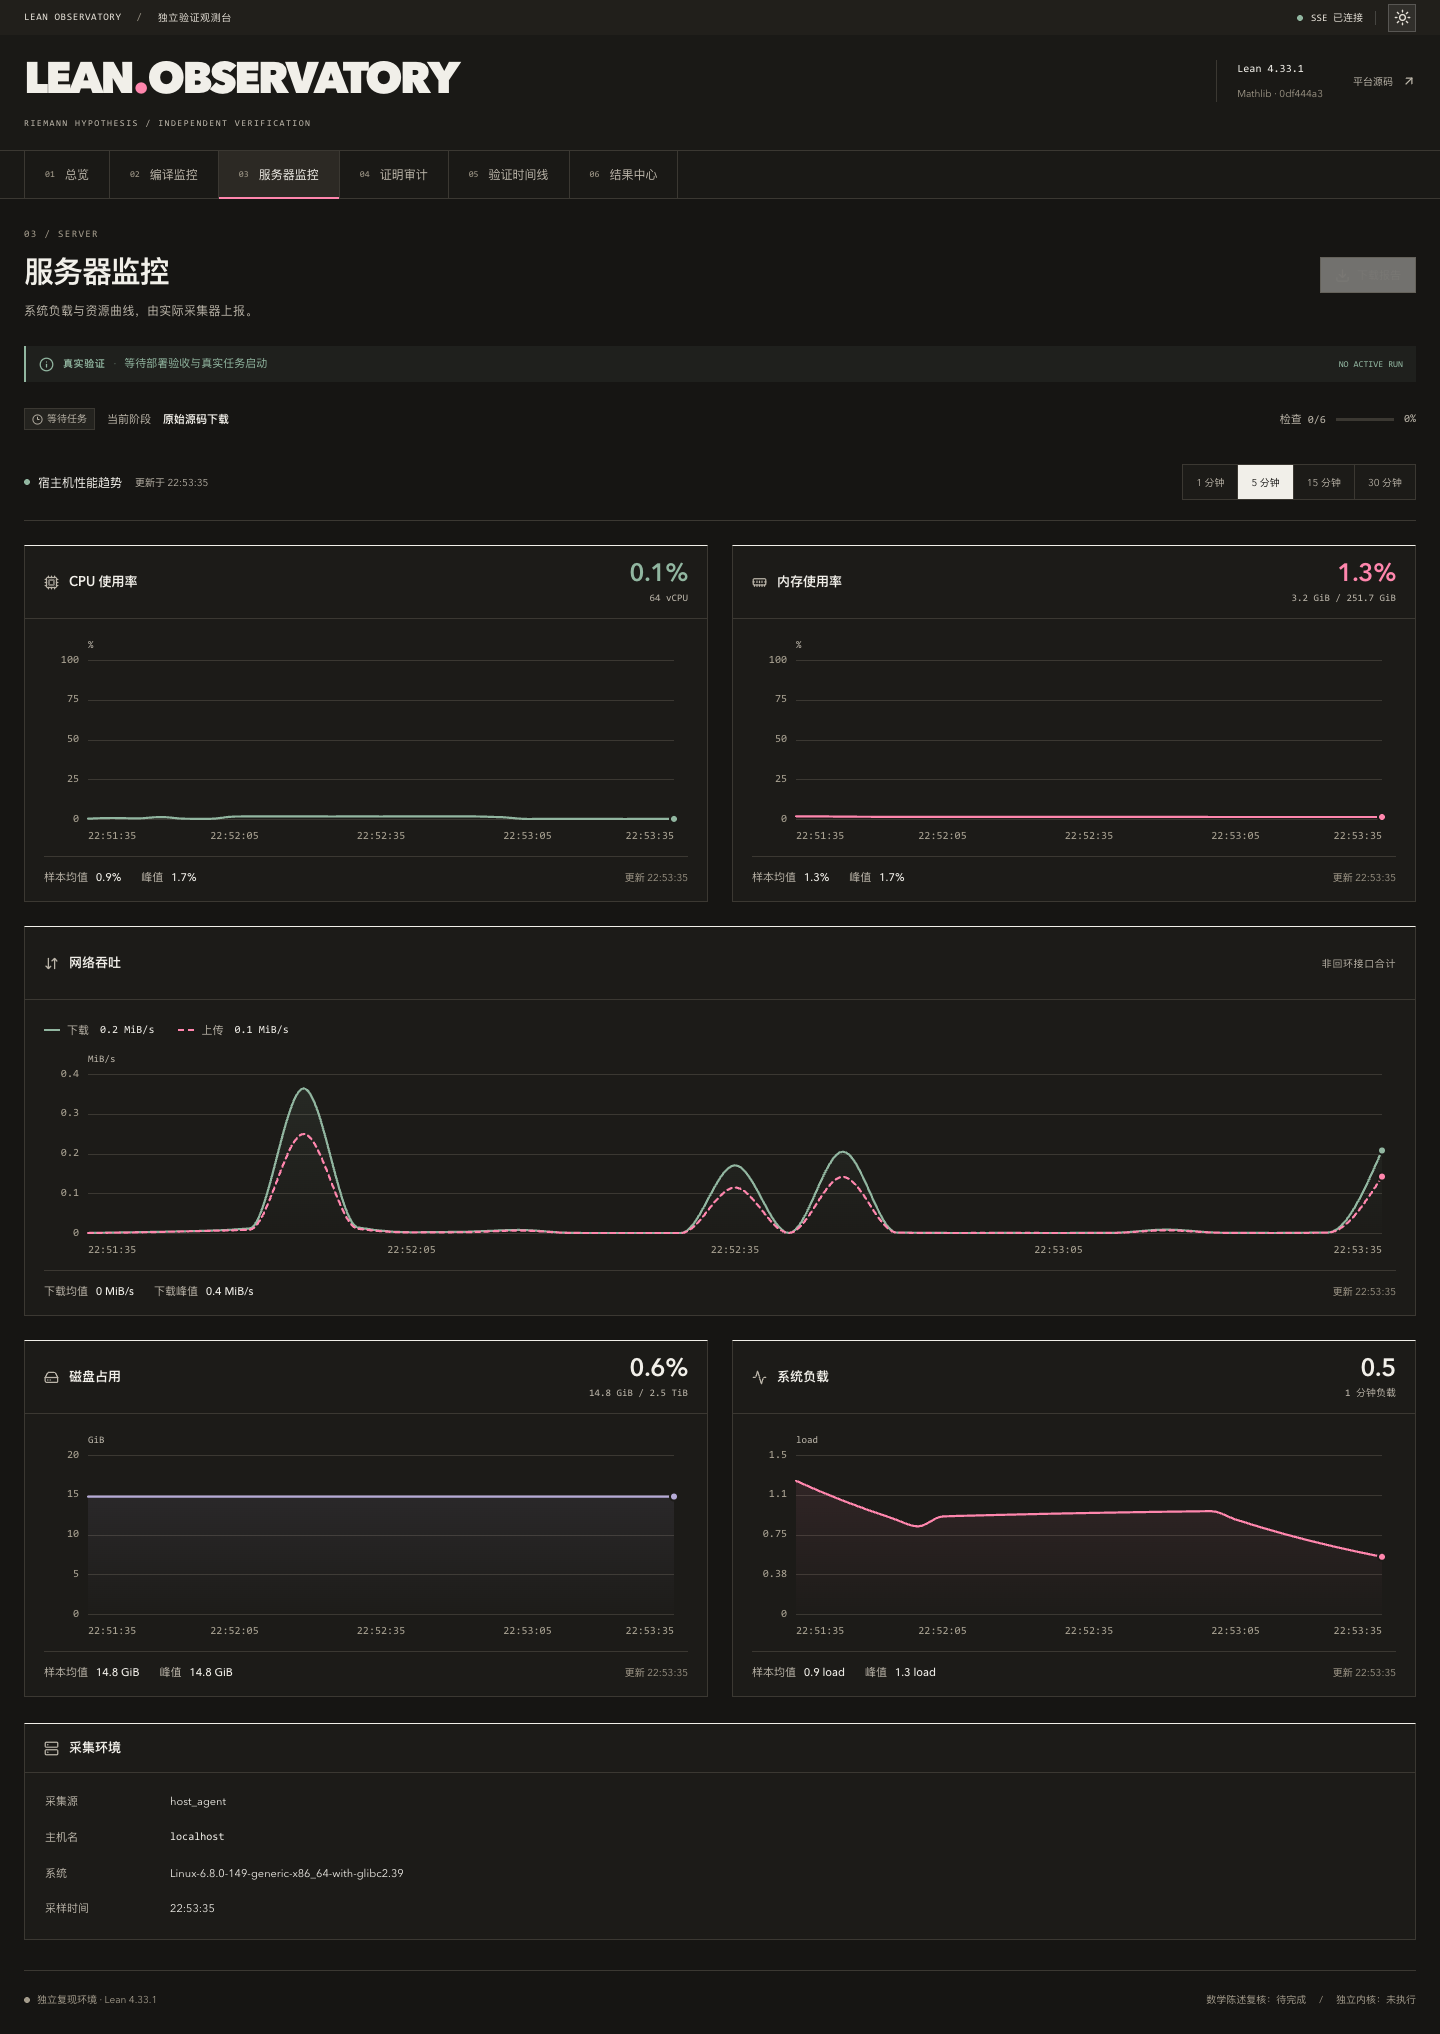 LEAN OBSERVATORY / 独立验证观测台
SSE 已连接
LEAN.OBSERVATORY
RIEMANN HYPOTHESIS / INDEPENDENT VERIFICATION
Lean 4.33.1
Mathlib · 0df444a3
平台源码
01 总览 02 编译监控 03 服务器监控 04 证明审计 05 验证时间线 06 结果中心
03 / SERVER
服务器监控
系统负载与资源曲线，由实际采集器上报。
真实验证 · 等待部署验收与真实任务启动
NO ACTIVE RUN
等待任务 当前阶段 原始源码下载
检查 0/6 0%
宿主机性能趋势 更新于 22:53:35
1 分钟 5 分钟 15 分钟 30 分钟
CPU 使用率
0.1%
64 vCPU
%
100
75
50
25
0
22:51:35 22:52:05 22:52:35 22:53:05 22:53:35
样本均值 0.9% 峰值 1.7%
更新 22:53:35
内存使用率
1.3%
3.2 GiB / 251.7 GiB
%
100
75
50
25
0
22:51:35 22:52:05 22:52:35 22:53:05 22:53:35
样本均值 1.3% 峰值 1.7%
更新 22:53:35
网络吞吐
非回环接口合计
下载 0.2 MiB/s 上传 0.1 MiB/s
MiB/s
0.4
0.3
0.2
0.1
0
22:51:35 22:52:05 22:52:35 22:53:05 22:53:35
下载均值 0 MiB/s 下载峰值 0.4 MiB/s
更新 22:53:35
磁盘占用
0.6%
14.8 GiB / 2.5 TiB
GiB
20
15
10
5
0
22:51:35 22:52:05 22:52:35 22:53:05 22:53:35
样本均值 14.8 GiB 峰值 14.8 GiB
更新 22:53:35
系统负载
0.5
1 分钟负载
load
1.5
1.1
0.75
0.38
0
22:51:35 22:52:05 22:52:35 22:53:05 22:53:35
样本均值 0.9 load 峰值 1.3 load
更新 22:53:35
采集环境
采集源 host_agent
主机名 localhost
系统 Linux-6.8.0-149-generic-x86_64-with-glibc2.39
采样时间 22:53:35
独立复现环境 · Lean 4.33.1
数学陈述复核：待完成 / 独立内核：未执行